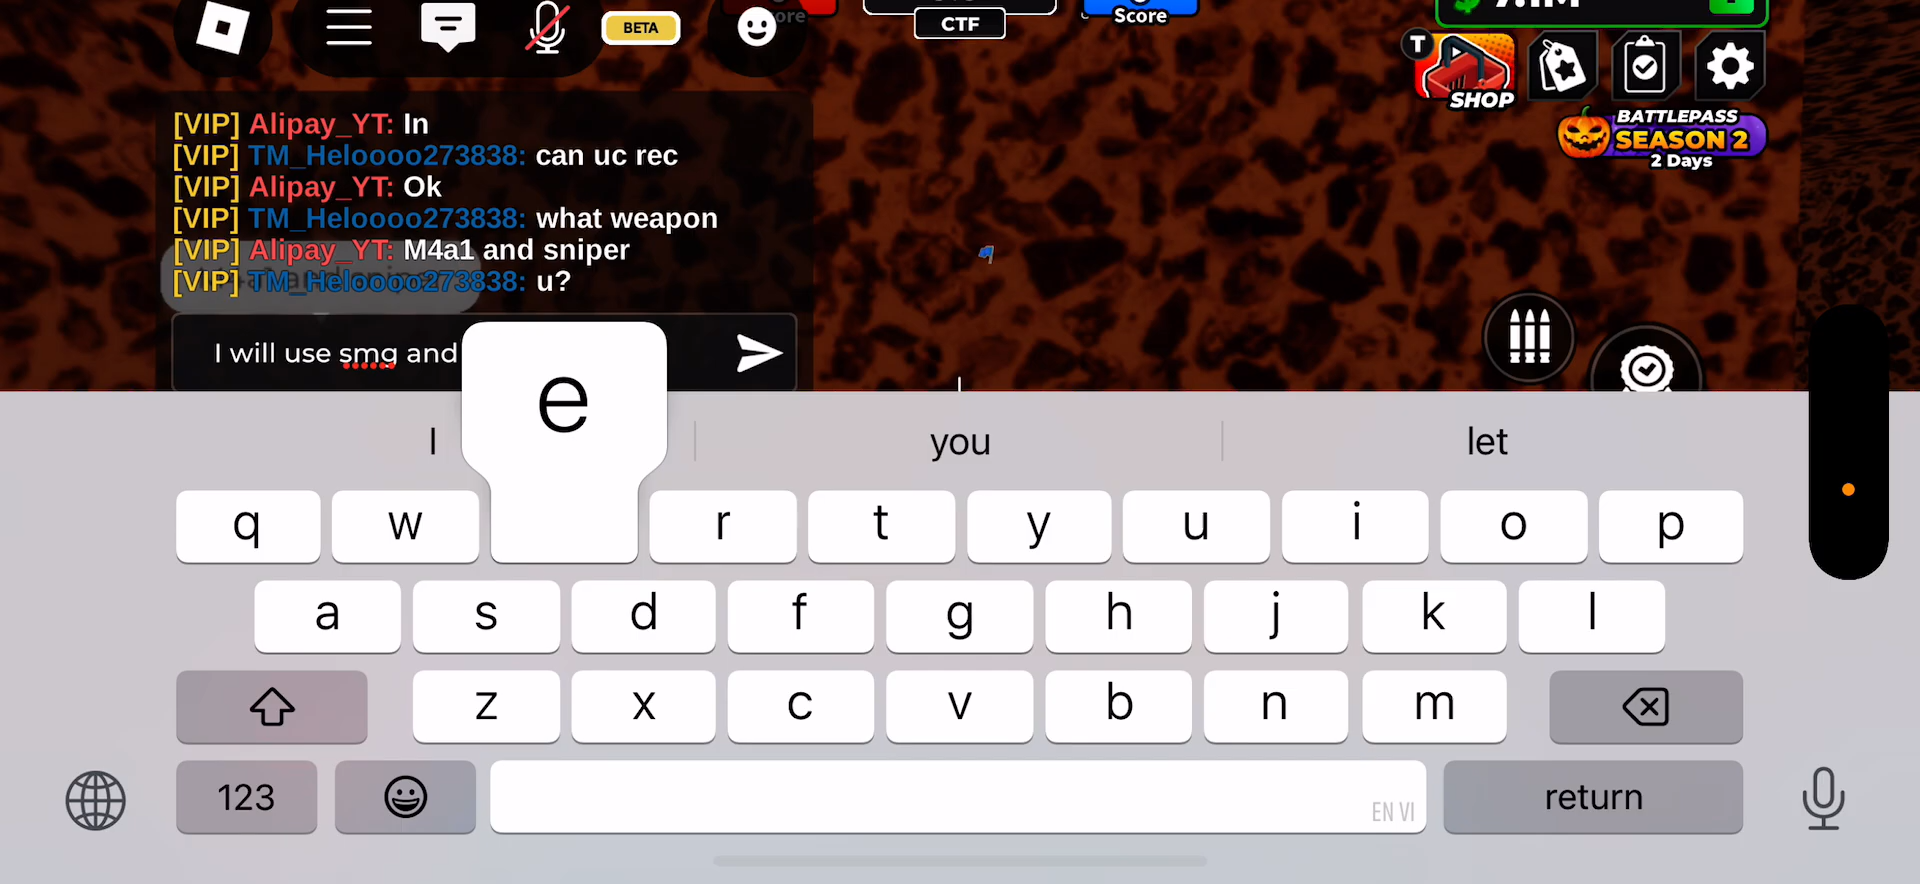 BETA
CTF
Score
7.1M
T
SHOP
BATTLEPASS
SEASON 2
2 Days
[VIP] Alipay_YT: In
[VIP] TM_Heloooo273838: can uc rec
[VIP] Alipay_YT: Ok
[VIP] TM_Heloooo273838: what weapon
[VIP] Alipay_YT: M4a1 and sniper
[VIP] TM_Heloooo273838: u?
I will use smg and
e
I you let
q w r t y u i o p
a s d f g h j k l
z x c v b n m
123 EN VI return